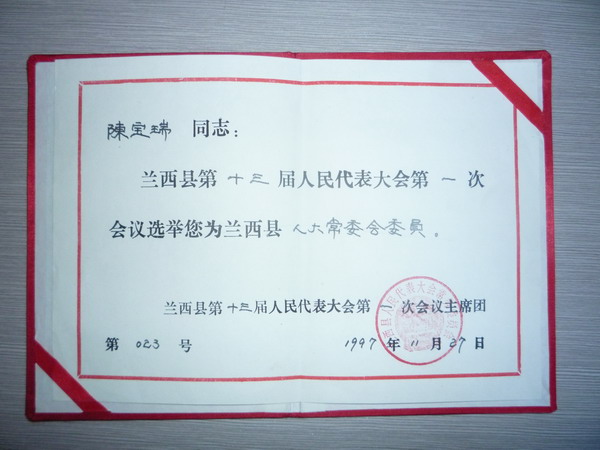 陳宝瑞 同志：
兰西县第 十三 届人民代表大会第 一 次
会议选举您为兰西县 人大常委会委員。
兰西县第十三届人民代表大会第一次会议主席团
第 023 号 1997 年 11 月 27 日